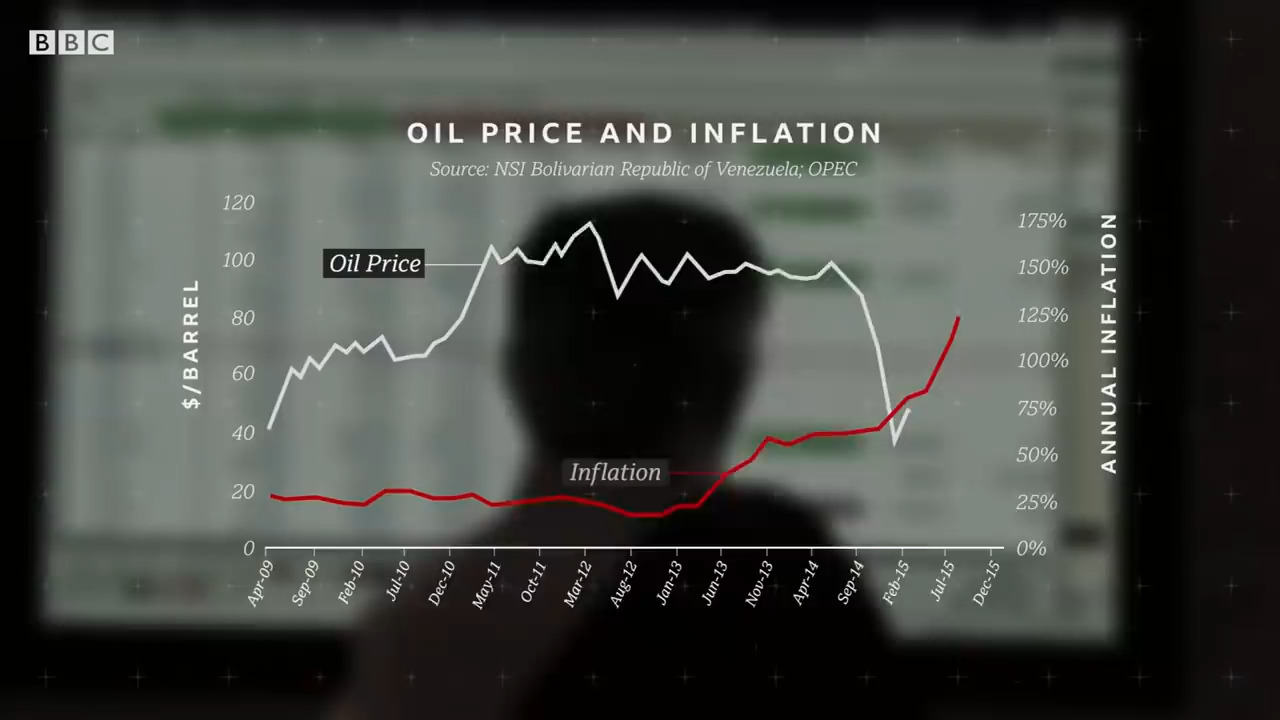 BBC
OIL PRICE AND INFLATION
Source: NSI Bolivarian Republic of Venezuela; OPEC
$/BARREL
120
100
80
60
40
20
0
Oil Price
Inflation
175%
150%
125%
100%
75%
50%
25%
0%
ANNUAL INFLATION
Apr-09
Sep-09
Feb-10
Jul-10
Dec-10
May-11
Oct-11
Mar-12
Aug-12
Jan-13
Jun-13
Nov-13
Apr-14
Sep-14
Feb-15
Jul-15
Dec-15